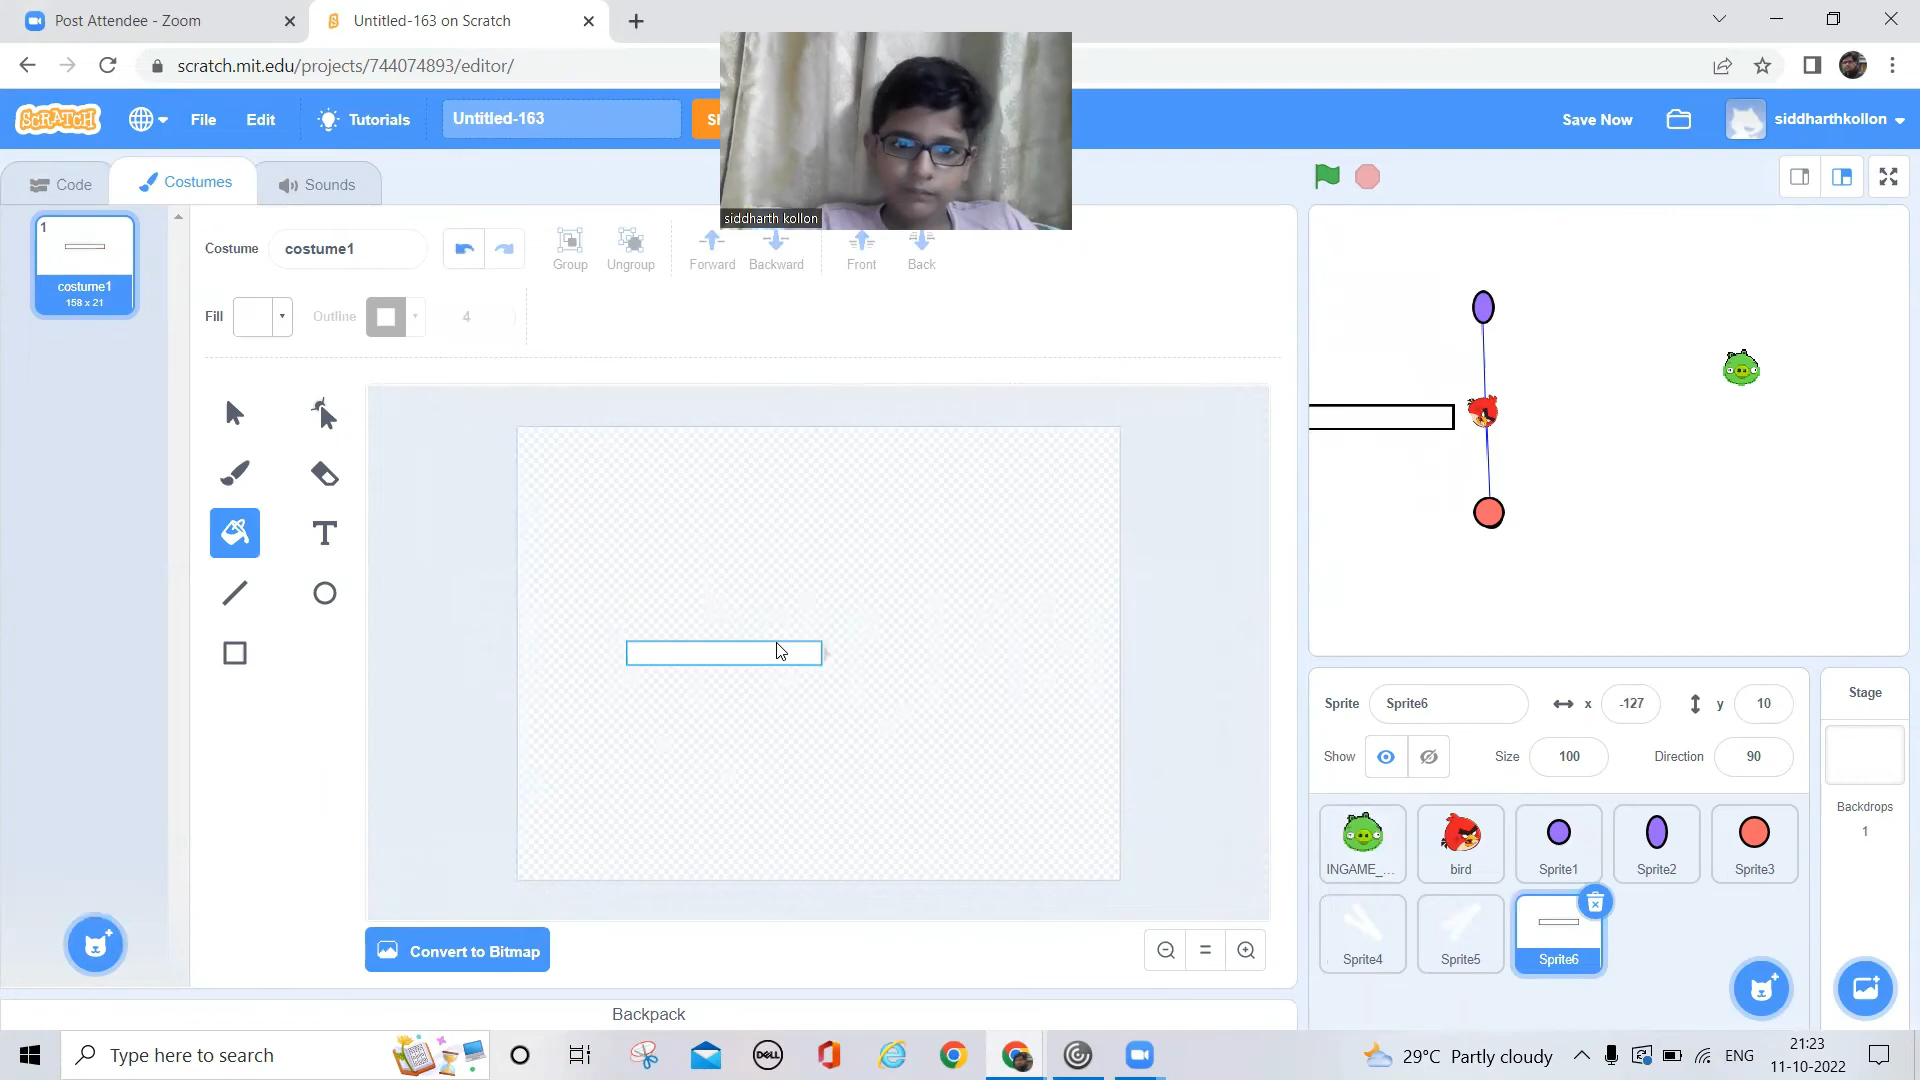 Post Attendee - Zoom
Untitled-163 on Scratch
scratch.mit.edu/projects/744074893/editor/
SCRATCH
File
Edit
Tutorials
Untitled-163
Sh
Save Now
siddharthkollon
Code
Costumes
Sounds
siddharth kollon
1
costume1
158 x 21
Costume
costume1
Group
Ungroup
Forward
Backward
Front
Back
Fill
Outline
4
T
Convert to Bitmap
Backpack
Sprite
Sprite6
x
-127
y
10
Show
Size
100
Direction
90
INGAME_...
bird
Sprite1
Sprite2
Sprite3
Sprite4
Sprite5
Sprite6
Stage
Backdrops
1
Type here to search
DELL
29°C Partly cloudy
ENG
21:23
11-10-2022